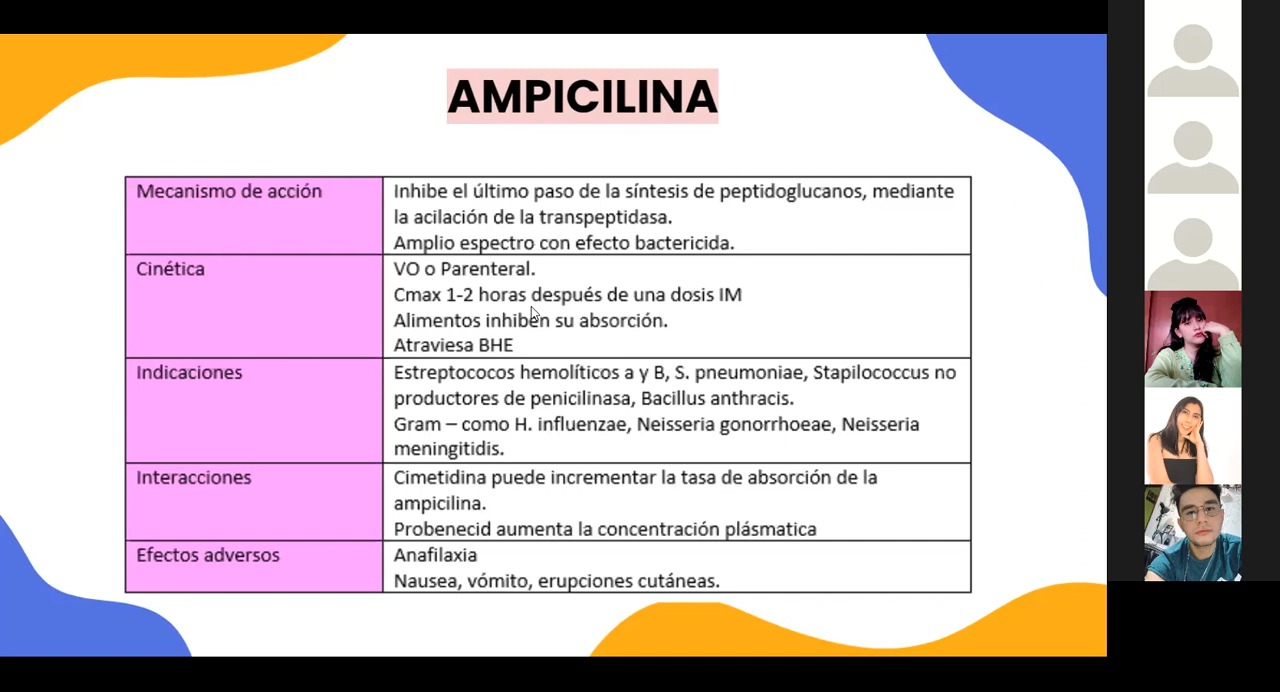 AMPICILINA
Mecanismo de acción
Inhibe el último paso de la síntesis de peptidoglucanos, mediante
la acilación de la transpeptidasa.
Amplio espectro con efecto bactericida.
Cinética
VO o Parenteral.
Cmax 1-2 horas después de una dosis IM
Alimentos inhiben su absorción.
Atraviesa BHE
Indicaciones
Estreptococos hemolíticos a y B, S. pneumoniae, Stapilococcus no
productores de penicilinasa, Bacillus anthracis.
Gram – como H. influenzae, Neisseria gonorrhoeae, Neisseria
meningitidis.
Interacciones
Cimetidina puede incrementar la tasa de absorción de la
ampicilina.
Probenecid aumenta la concentración plásmatica
Efectos adversos
Anafilaxia
Nausea, vómito, erupciones cutáneas.